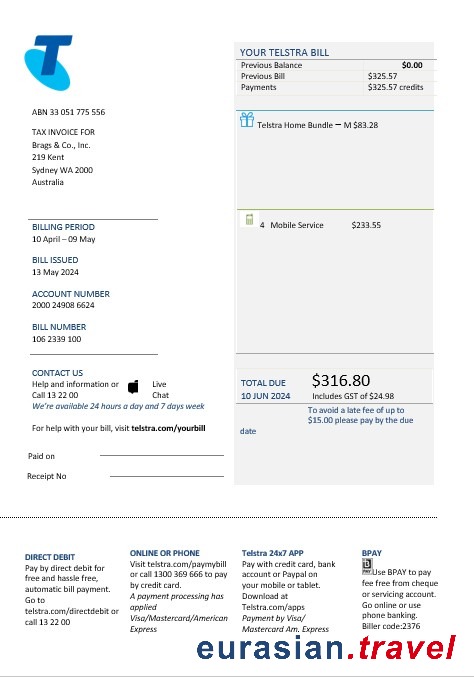 YOUR TELSTRA BILL
Previous Balance $0.00
Previous Bill $325.57
Payments $325.57 credits
ABN 33 051 775 556
TAX INVOICE FOR
Brags & Co., Inc.
219 Kent
Sydney WA 2000
Australia
Telstra Home Bundle – M $83.28
4 Mobile Service $233.55
BILLING PERIOD
10 April – 09 May
BILL ISSUED
13 May 2024
ACCOUNT NUMBER
2000 24908 6624
BILL NUMBER
106 2339 100
CONTACT US
Help and information or
Call 13 22 00
Live
Chat
We're available 24 hours a day and 7 days week
For help with your bill, visit telstra.com/yourbill
Paid on
Receipt No
TOTAL DUE $316.80
10 JUN 2024 Includes GST of $24.98
To avoid a late fee of up to
$15.00 please pay by the due
date
DIRECT DEBIT
Pay by direct debit for
free and hassle free,
automatic bill payment.
Go to
telstra.com/directdebit or
call 13 22 00
ONLINE OR PHONE
Visit telstra.com/paymybill
or call 1300 369 666 to pay
by credit card.
A payment processing has
applied
Visa/Mastercard/American
Express
Telstra 24x7 APP
Pay with credit card, bank
account or Paypal on
your mobile or tablet.
Download at
Telstra.com/apps
Payment by Visa/
Mastercard Am. Express
BPAY
Use BPAY to pay
fee free from cheque
or servicing account.
Go online or use
phone banking.
Biller code:2376
eurasian.travel